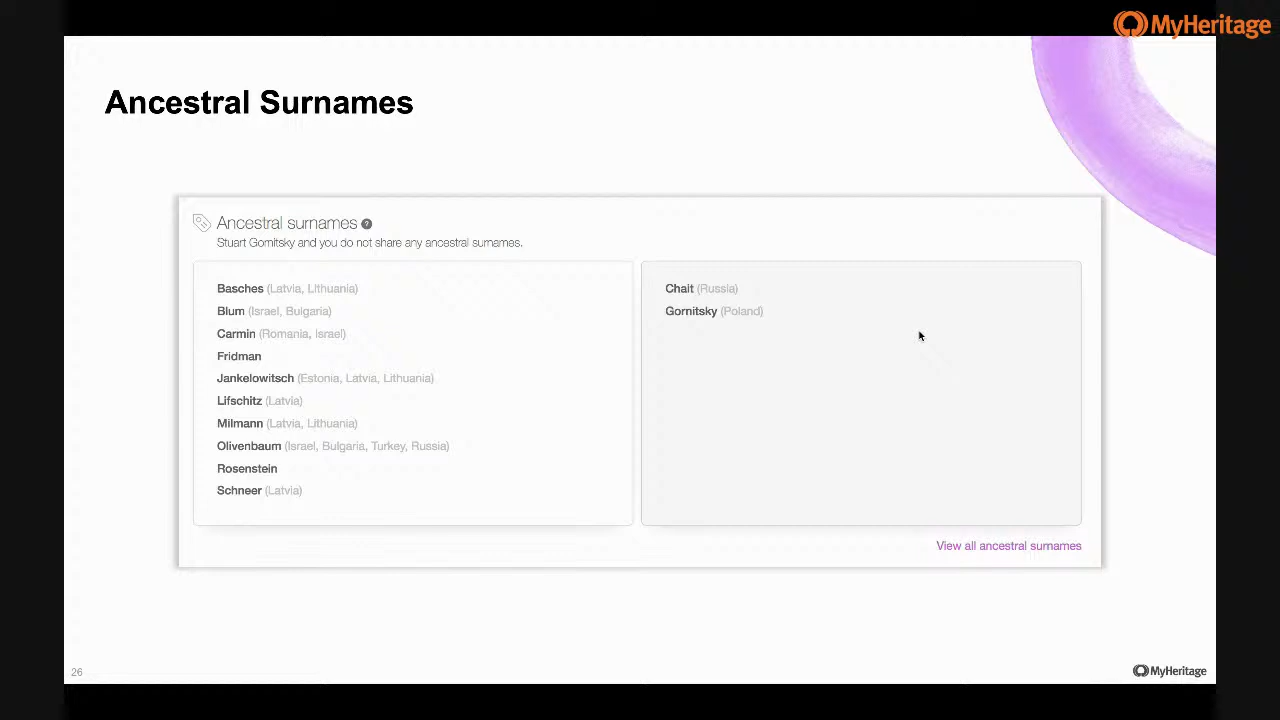 MyHeritage
Ancestral Surnames
Ancestral surnames ?
Stuart Gornitsky and you do not share any ancestral surnames.
Basches (Latvia, Lithuania)
Blum (Israel, Bulgaria)
Carmin (Romania, Israel)
Fridman
Jankelowitsch (Estonia, Latvia, Lithuania)
Lifschitz (Latvia)
Milmann (Latvia, Lithuania)
Olivenbaum (Israel, Bulgaria, Turkey, Russia)
Rosenstein
Schneer (Latvia)
Chait (Russia)
Gornitsky (Poland)
View all ancestral surnames
26
MyHeritage